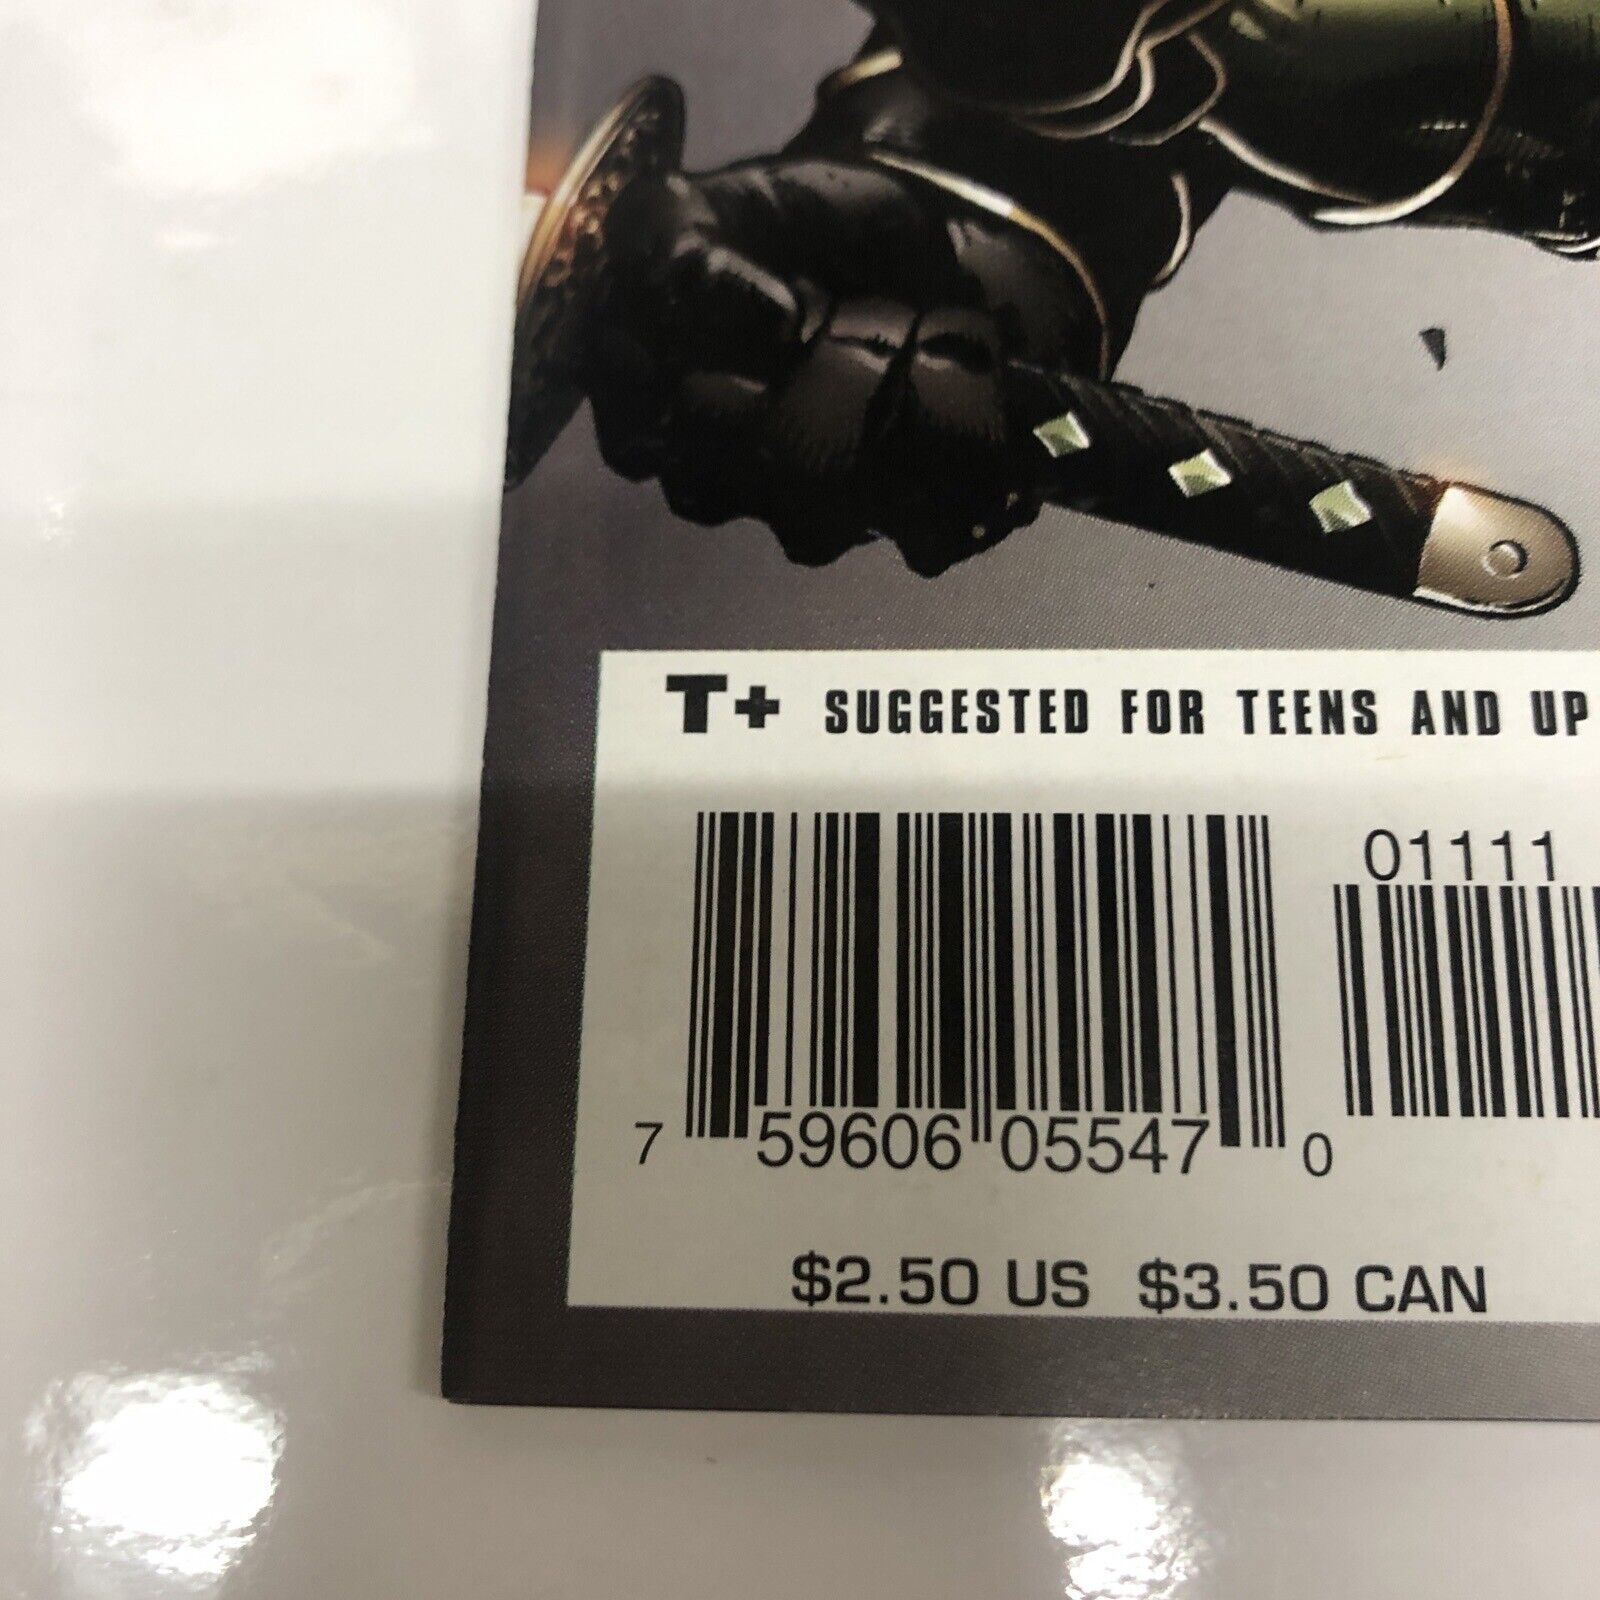 T+ SUGGESTED FOR TEENS AND UP
01111
7 59606 05547 0
$2.50 US $3.50 CAN